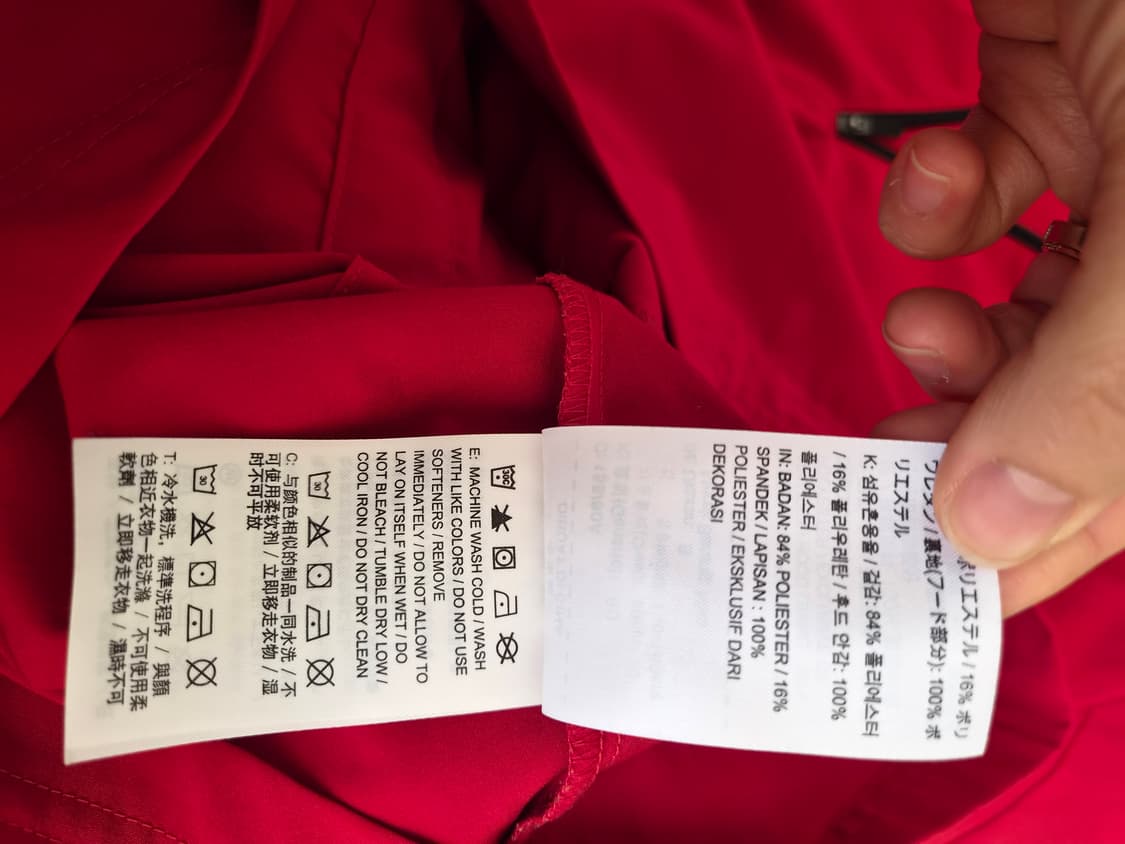 ポリエステル / 16% ポリ
ウレタン / 裏地(フード部分): 100% ポ
リエステル
K: 섬유혼용율 / 겉감: 84% 폴리에스터
/ 16% 폴리우레탄 / 후드 안감: 100%
폴리에스터
IN: BADAN: 84% POLIESTER / 16%
SPANDEK / LAPISAN : 100%
POLIESTER / EKSKLUSIF DARI
DEKORASI
30
E: MACHINE WASH COLD / WASH
WITH LIKE COLORS / DO NOT USE
SOFTENERS / REMOVE
IMMEDIATELY / DO NOT ALLOW TO
LAY ON ITSELF WHEN WET / DO
NOT BLEACH / TUMBLE DRY LOW /
COOL IRON / DO NOT DRY CLEAN
30
C: 与颜色相似的制品一同水洗 / 不
可使用柔软剂 / 立即移走衣物 / 湿
时不可平放
30
T: 冷水機洗，標準洗程序 / 與顏
色相近衣物一起洗滌 / 不可使用柔
軟劑 / 立即移走衣物 / 濕時不可